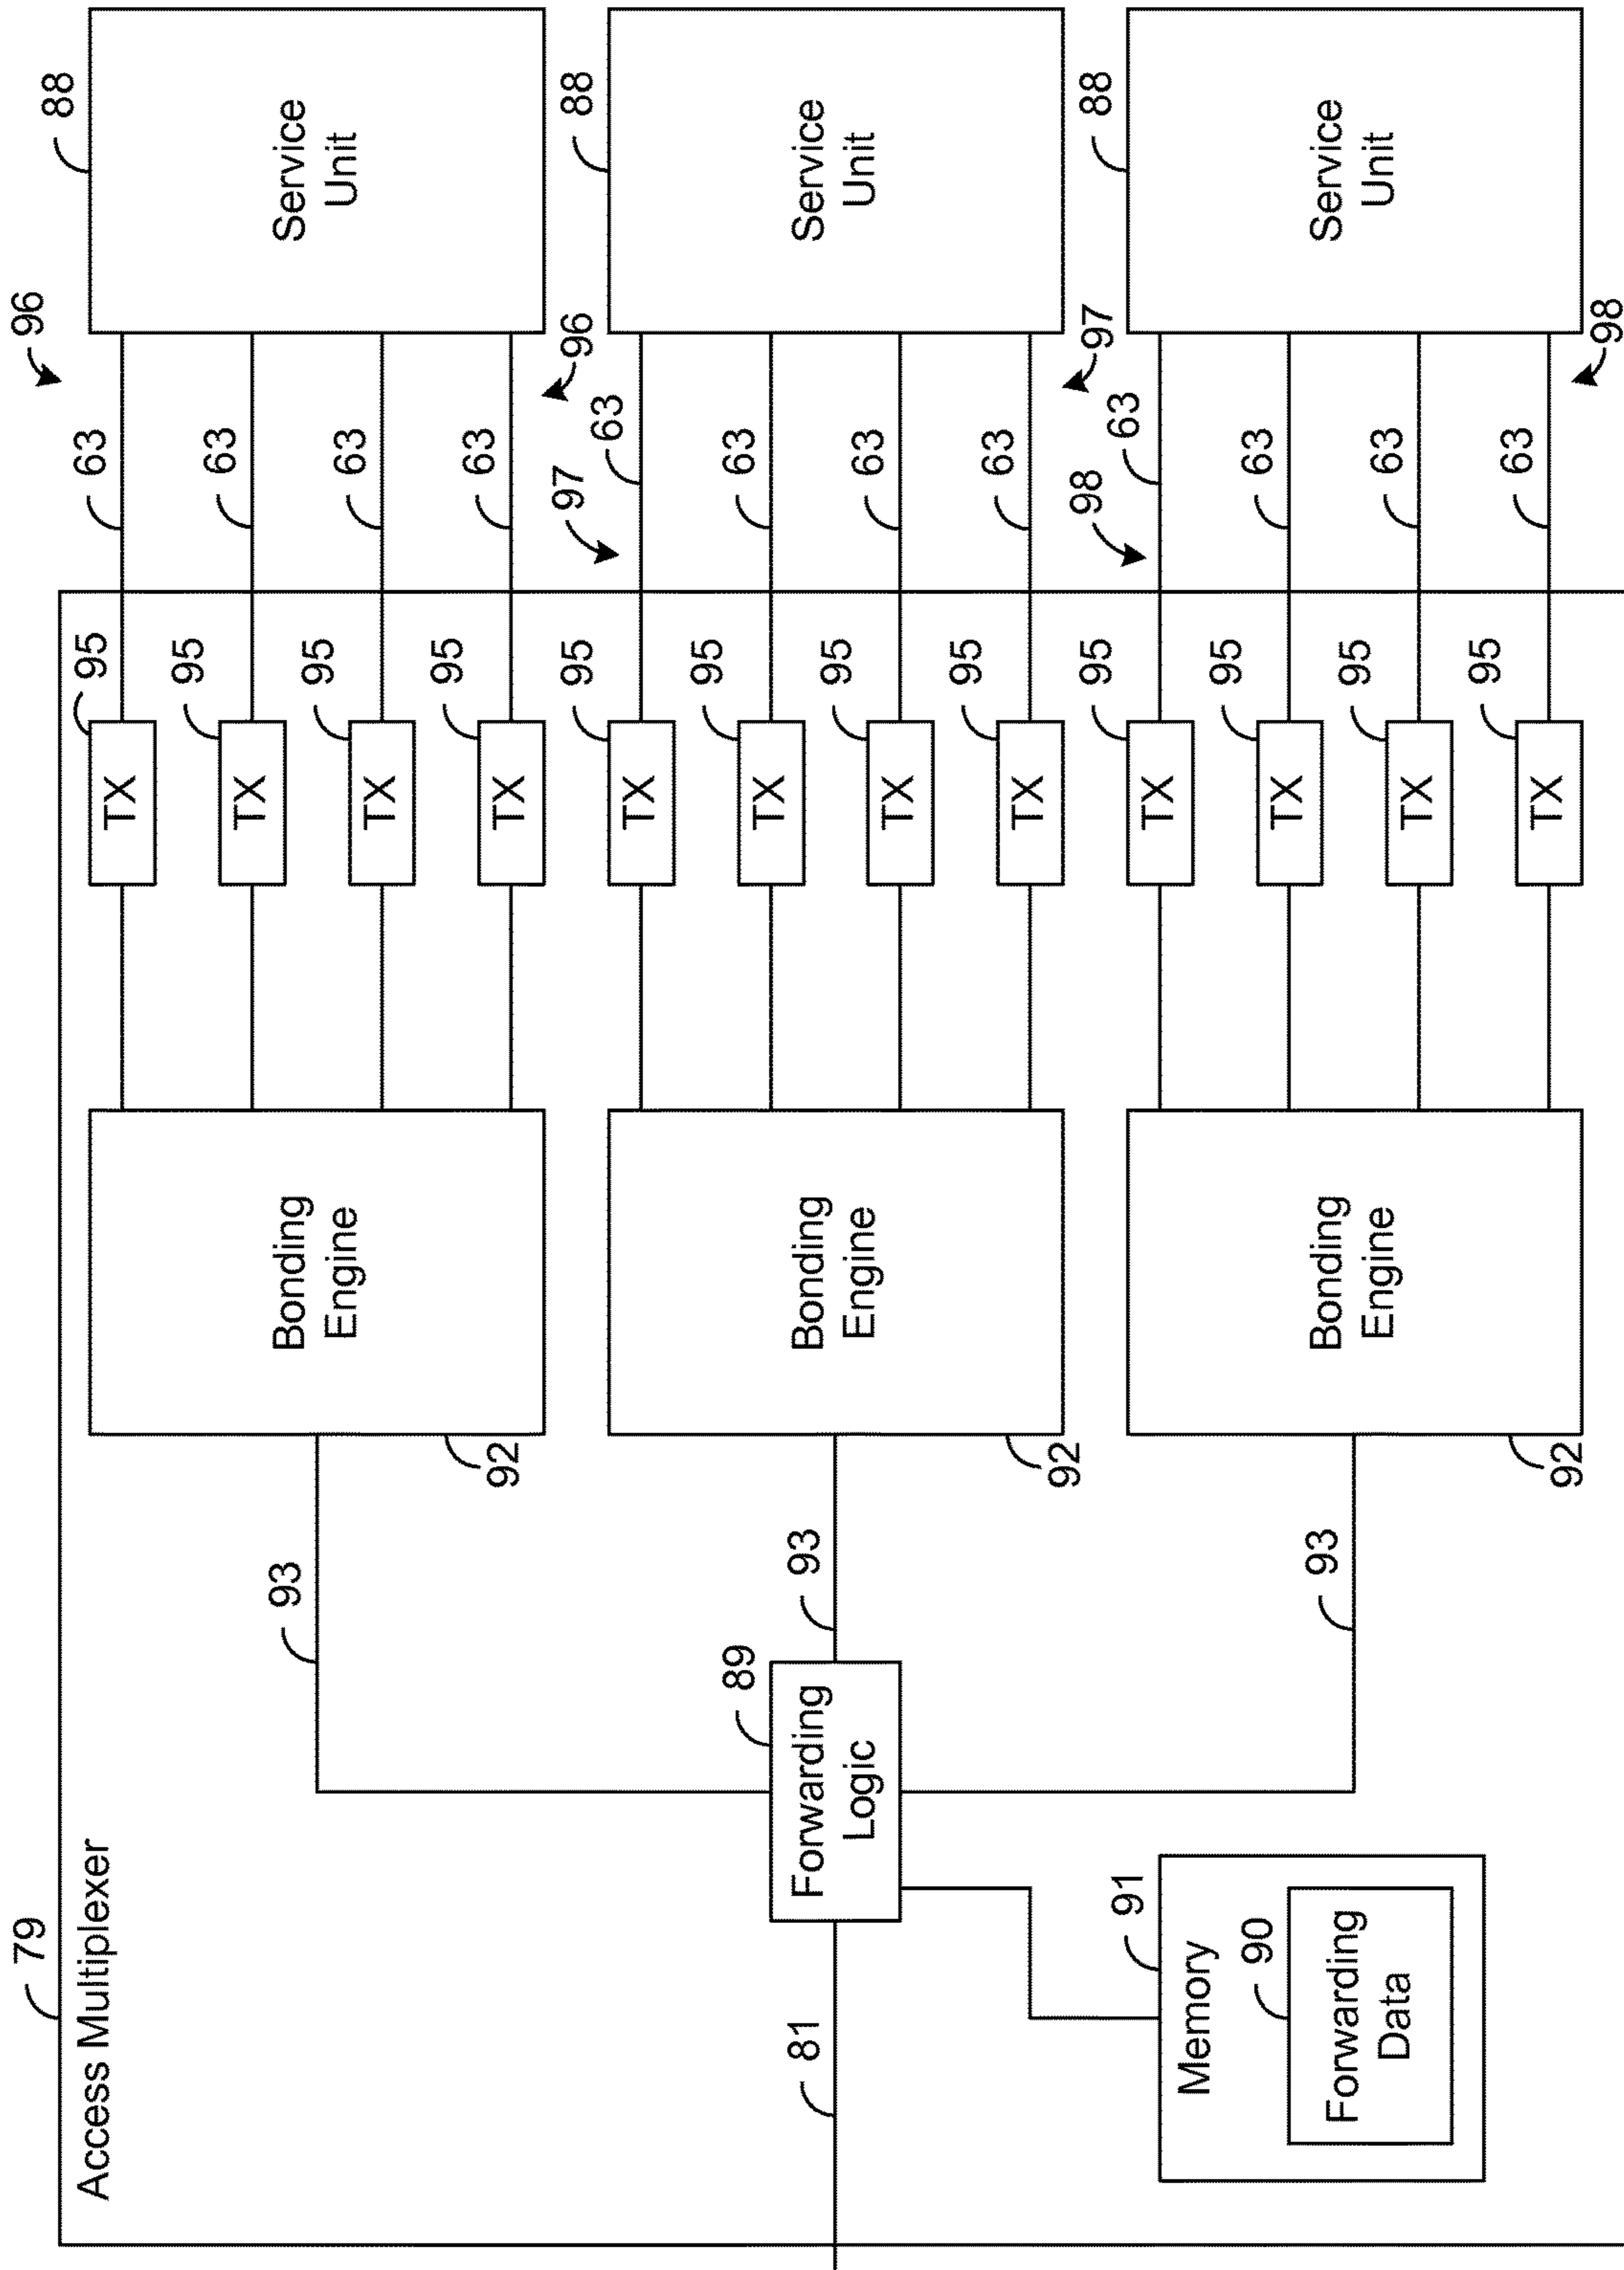 79
Access Multiplexer
81
89
Forwarding
Logic
91
Memory
90
Forwarding
Data
93
93
93
Bonding
Engine
92
Bonding
Engine
92
Bonding
Engine
92
TX
95
TX
95
TX
95
TX
95
TX
95
TX
95
TX
95
TX
95
TX
95
TX
95
TX
95
TX
95
63
63
63
63
63
63
63
63
63
63
63
63
96
96
97
97
98
98
88
Service
Unit
88
Service
Unit
88
Service
Unit